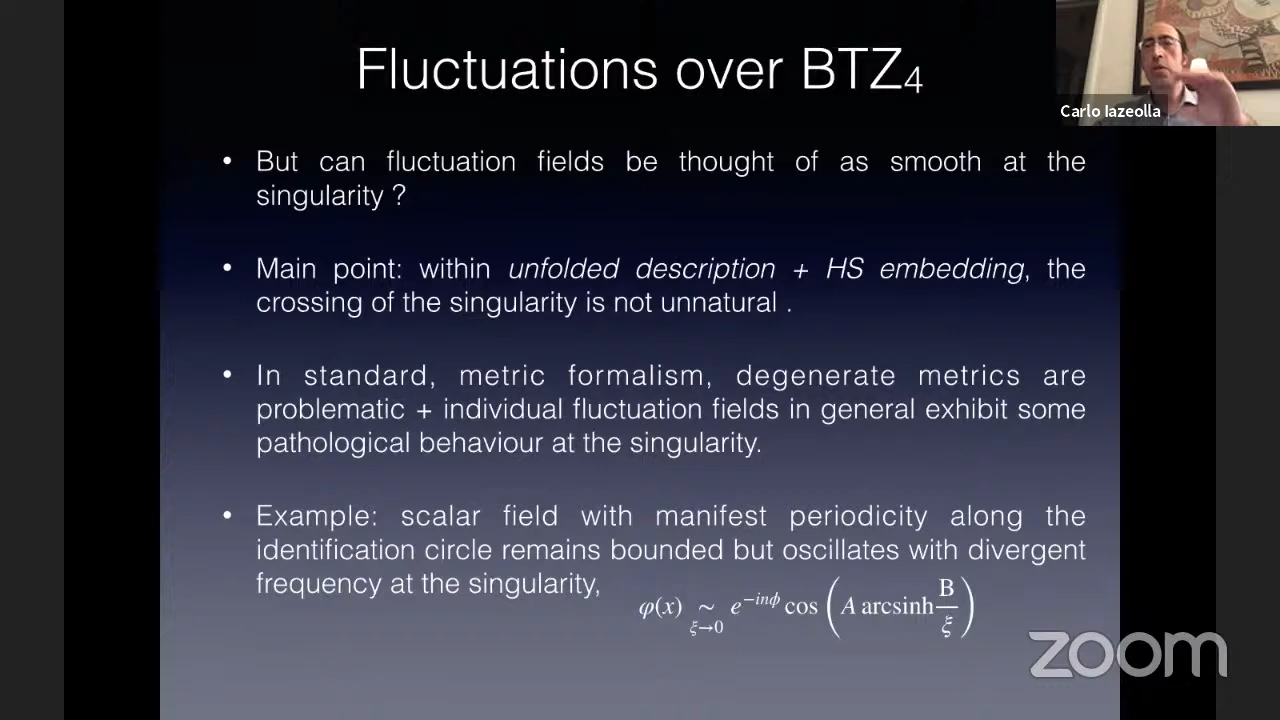 Fluctuations over BTZ₄
Carlo Iazeolla
• But can fluctuation fields be thought of as smooth at the
singularity ?
• Main point: within unfolded description + HS embedding, the
crossing of the singularity is not unnatural .
• In standard, metric formalism, degenerate metrics are
problematic + individual fluctuation fields in general exhibit some
pathological behaviour at the singularity.
• Example: scalar field with manifest periodicity along the
identification circle remains bounded but oscillates with divergent
frequency at the singularity,
φ(x) ∼_{ξ→0} e^{−inϕ} cos (A arcsinh B/ξ)
zoom